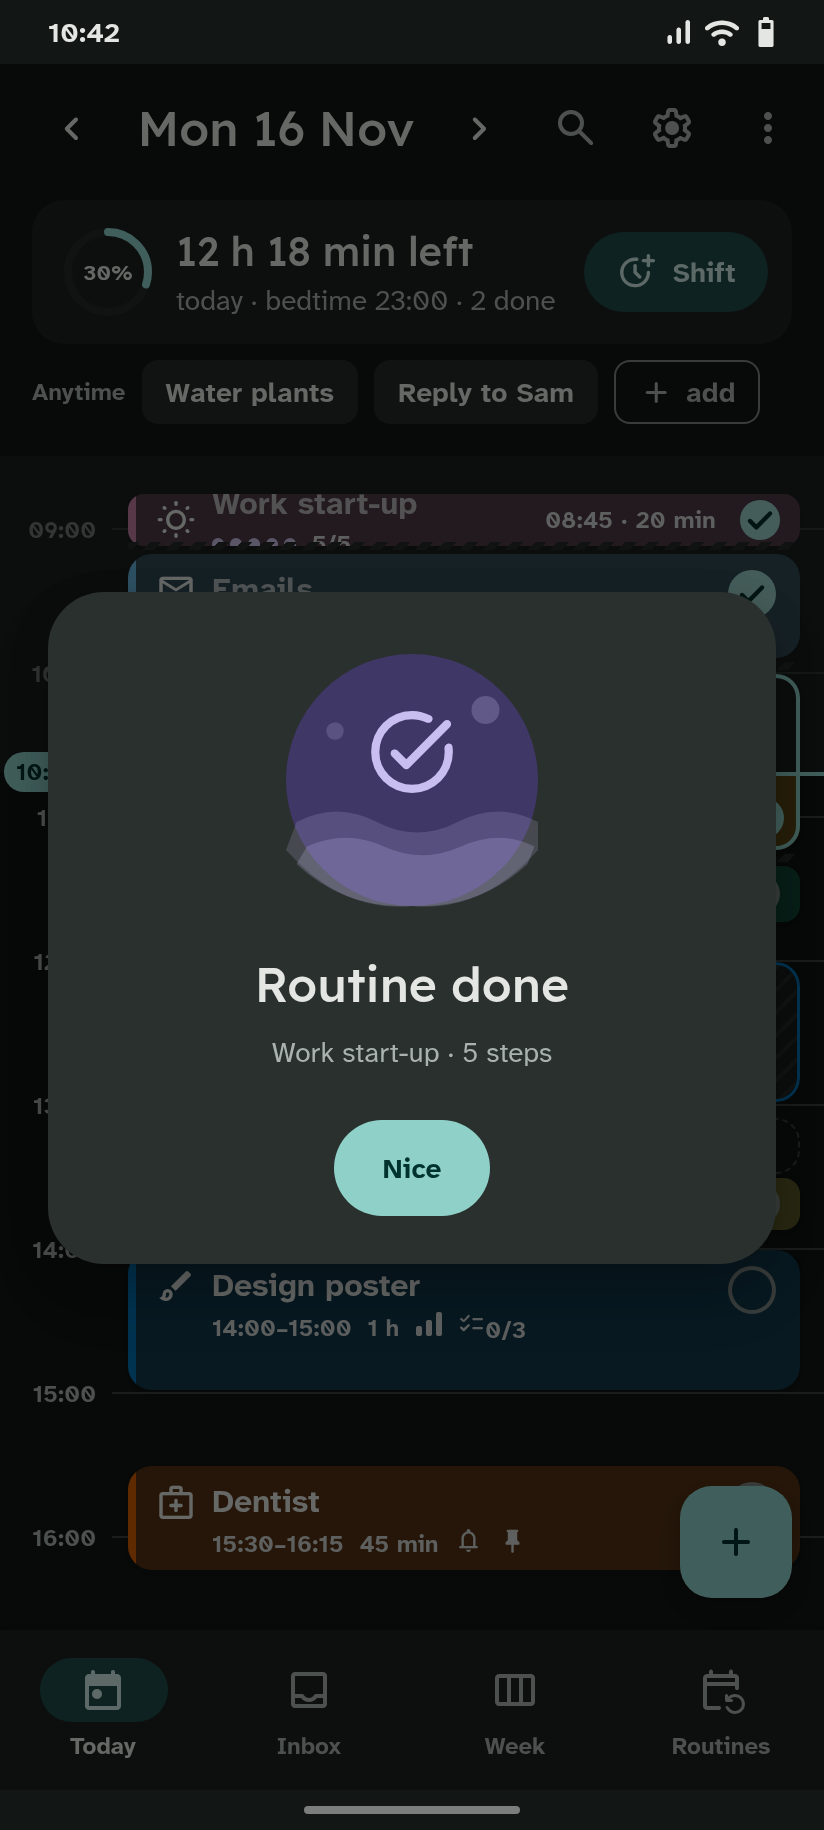 10:42
Mon 16 Nov
30%
12 h 18 min left
today · bedtime 23:00 · 2 done
Shift
Anytime
Water plants
Reply to Sam
+ add
09:00
Work start-up
5/5
08:45 · 20 min
Emails
Routine done
Work start-up · 5 steps
Nice
Design poster
14:00–15:00 1 h 0/3
15:00
Dentist
15:30–16:15 45 min
16:00
Today
Inbox
Week
Routines